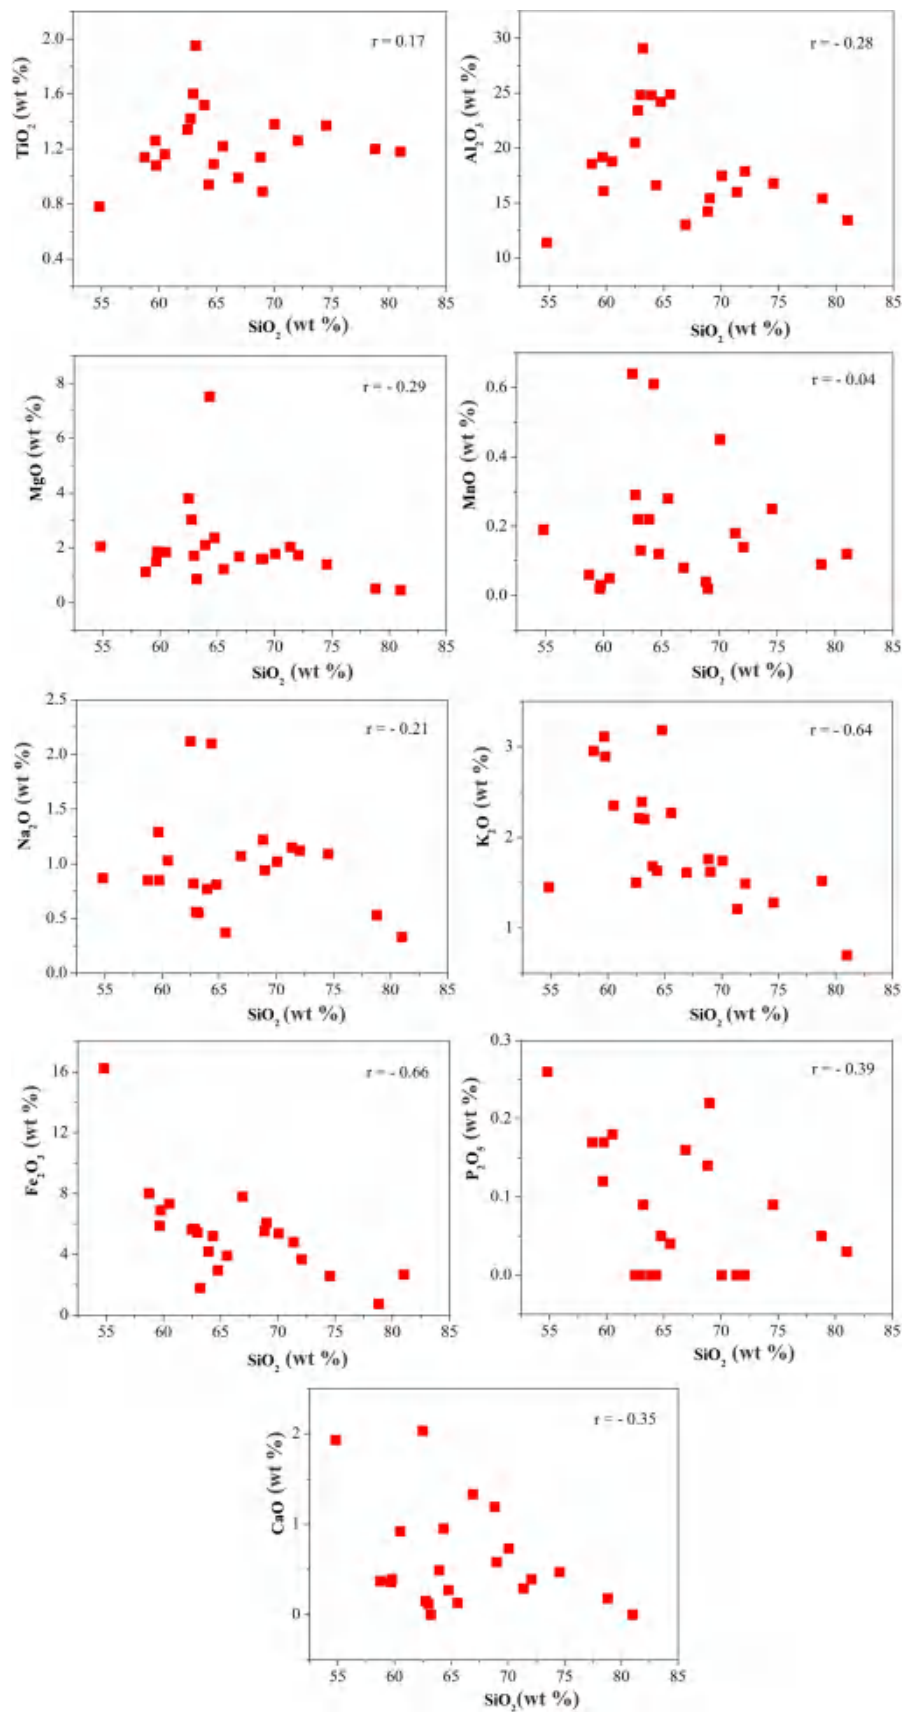 r = 0.17
TiO2 (wt %)
2.0
1.6
1.2
0.8
0.4
55 60 65 70 75 80 85
SiO2 (wt %)
r = - 0.28
Al2O3 (wt %)
30
25
20
15
10
55 60 65 70 75 80 85
SiO2 (wt %)
r = - 0.29
MgO (wt %)
8
6
4
2
0
55 60 65 70 75 80 85
SiO2 (wt %)
r = - 0.04
MnO (wt %)
0.6
0.4
0.2
0.0
55 60 65 70 75 80 85
SiO2 (wt %)
r = - 0.21
Na2O (wt %)
2.5
2.0
1.5
1.0
0.5
0.0
55 60 65 70 75 80 85
SiO2 (wt %)
r = - 0.64
K2O (wt %)
3
2
1
55 60 65 70 75 80 85
SiO2 (wt %)
r = - 0.66
Fe2O3 (wt %)
16
12
8
4
0
55 60 65 70 75 80 85
SiO2 (wt %)
r = - 0.39
P2O5 (wt %)
0.3
0.2
0.1
0.0
55 60 65 70 75 80 85
SiO2 (wt %)
r = - 0.35
CaO (wt %)
2
1
0
55 60 65 70 75 80 85
SiO2(wt %)